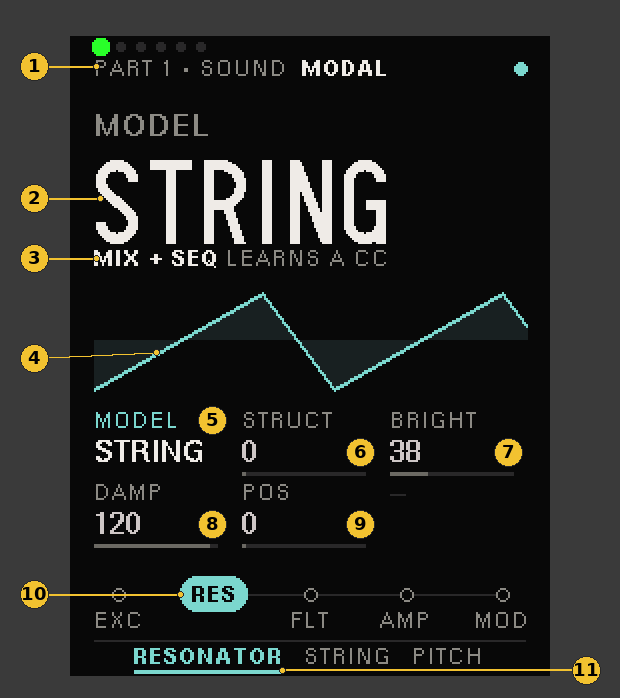 1 PART 1 · SOUND MODAL
MODEL
2 STRING
3 MIX + SEQ LEARNS A CC
4
MODEL 5 STRUCT BRIGHT
STRING 0 6 38 7
DAMP POS —
120 8 0 9
10 RES
EXC FLT AMP MOD
RESONATOR STRING PITCH
11